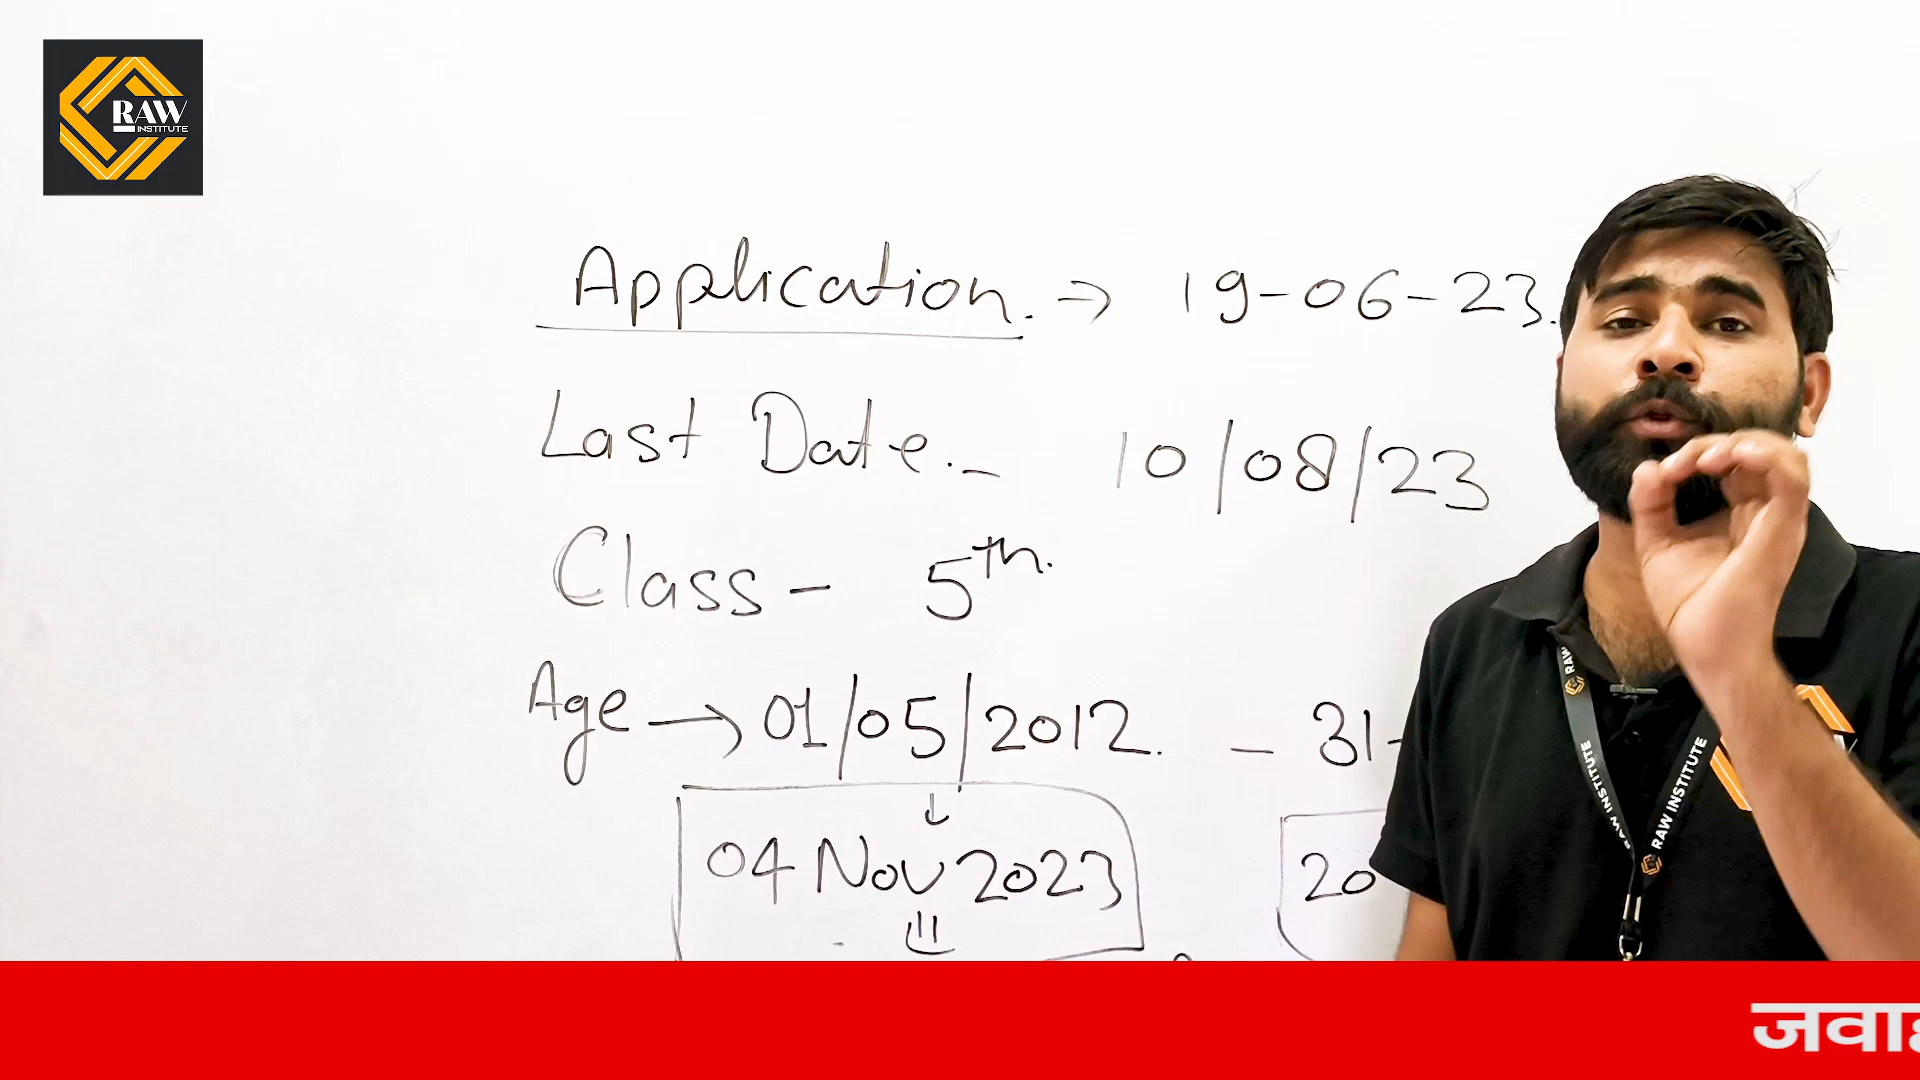 RAW
INSTITUTE
Application. → 19-06-23.
Last Date.- 10/08/23
Class - 5th.
Age → 01/05/2012. - 31-
↓
04 Nov 2023
20
RAW
RAW INSTITUTE
RAW INSTITUTE